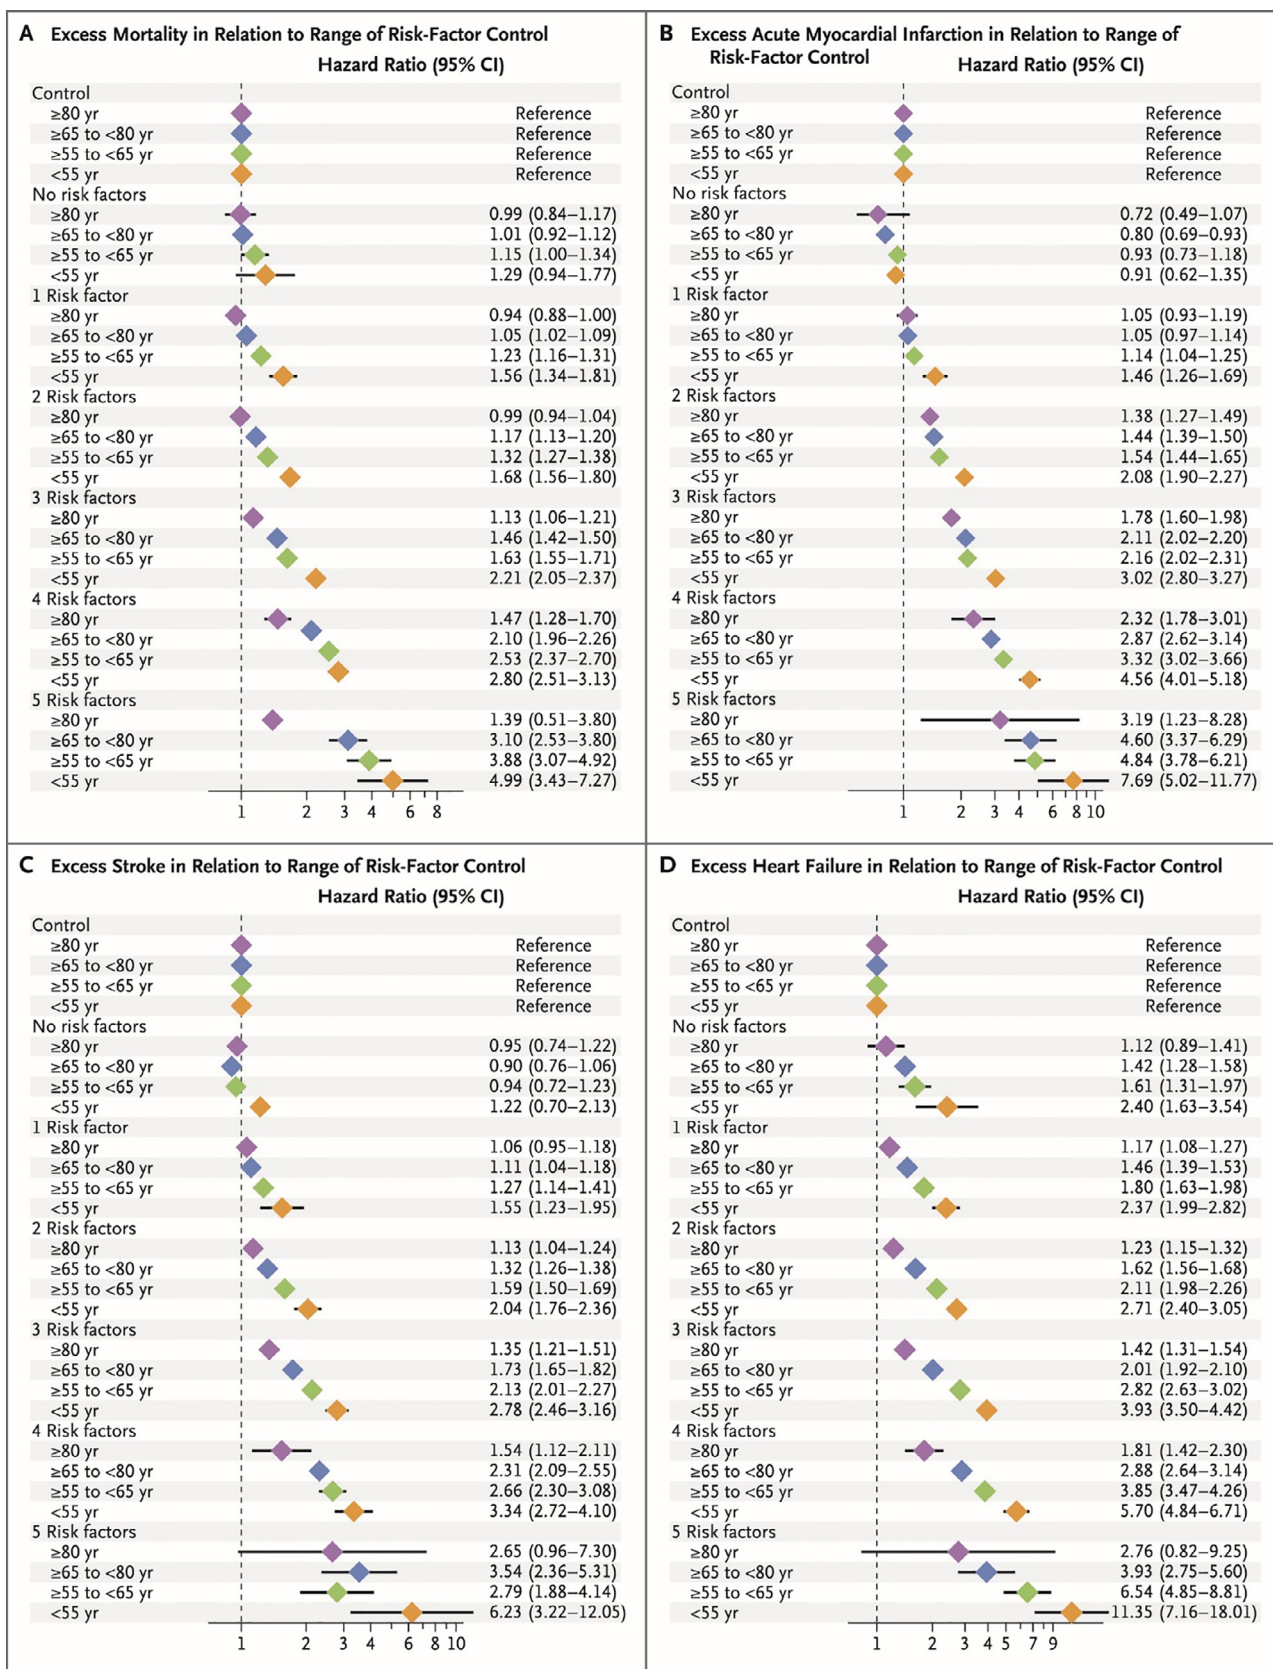 A Excess Mortality in Relation to Range of Risk-Factor Control
Hazard Ratio (95% CI)
Control
≥80 yr Reference
≥65 to <80 yr Reference
≥55 to <65 yr Reference
<55 yr Reference
No risk factors
≥80 yr 0.99 (0.84–1.17)
≥65 to <80 yr 1.01 (0.92–1.12)
≥55 to <65 yr 1.15 (1.00–1.34)
<55 yr 1.29 (0.94–1.77)
1 Risk factor
≥80 yr 0.94 (0.88–1.00)
≥65 to <80 yr 1.05 (1.02–1.09)
≥55 to <65 yr 1.23 (1.16–1.31)
<55 yr 1.56 (1.34–1.81)
2 Risk Factors
≥80 yr 0.99 (0.94–1.04)
≥65 to <80 yr 1.17 (1.13–1.20)
≥55 to <65 yr 1.32 (1.27–1.38)
<55 yr 1.68 (1.56–1.80)
3 Risk Factors
≥80 yr 1.13 (1.06–1.21)
≥65 to <80 yr 1.46 (1.42–1.50)
≥55 to <65 yr 1.63 (1.55–1.71)
<55 yr 2.21 (2.05–2.37)
4 Risk Factors
≥80 yr 1.47 (1.28–1.70)
≥65 to <80 yr 2.10 (1.96–2.26)
≥55 to <65 yr 2.53 (2.37–2.70)
<55 yr 2.80 (2.51–3.13)
5 Risk factors
≥80 yr 1.39 (0.51–3.80)
≥65 to <80 yr 3.10 (2.53–3.80)
≥55 to <65 yr 3.88 (3.07–4.92)
<55 yr 4.99 (3.43–7.27)
1 2 3 4 6 8
B Excess Acute Myocardial Infarction in Relation to Range of
Risk-Factor Control
Hazard Ratio (95% CI)
Control
≥80 yr Reference
≥65 to <80 yr Reference
≥55 to <65 yr Reference
<55 yr Reference
No risk factors
≥80 yr 0.72 (0.49–1.07)
≥65 to <80 yr 0.80 (0.69–0.93)
≥55 to <65 yr 0.93 (0.73–1.18)
<55 yr 0.91 (0.62–1.35)
1 Risk factor
≥80 yr 1.05 (0.93–1.19)
≥65 to <80 yr 1.05 (0.97–1.14)
≥55 to <65 yr 1.14 (1.04–1.25)
<55 yr 1.46 (1.26–1.69)
2 Risk Factors
≥80 yr 1.38 (1.27–1.49)
≥65 to <80 yr 1.44 (1.39–1.50)
≥55 to <65 yr 1.54 (1.44–1.65)
<55 yr 2.08 (1.90–2.27)
3 Risk factors
≥80 yr 1.78 (1.60–1.98)
≥65 to <80 yr 2.11 (2.02–2.20)
≥55 to <65 yr 2.16 (2.02–2.31)
<55 yr 3.02 (2.80–3.27)
4 Risk Factors
≥80 yr 2.32 (1.78–3.01)
≥65 to <80 yr 2.87 (2.62–3.14)
≥55 to <65 yr 3.32 (3.02–3.66)
<55 yr 4.56 (4.01–5.18)
5 Risk factors
≥80 yr 3.19 (1.23–8.28)
≥65 to <80 yr 4.60 (3.37–6.29)
≥55 to <65 yr 4.84 (3.78–6.21)
<55 yr 7.69 (5.02–11.77)
1 2 3 4 6 8 10
C Excess Stroke in Relation to Range of Risk-Factor Control
Hazard Ratio (95% CI)
Control
≥80 yr Reference
≥65 to <80 yr Reference
≥55 to <65 yr Reference
<55 yr Reference
No risk factors
≥80 yr 0.95 (0.74–1.22)
≥65 to <80 yr 0.90 (0.76–1.06)
≥55 to <65 yr 0.94 (0.72–1.23)
<55 yr 1.22 (0.70–2.13)
1 Risk Factor
≥80 yr 1.06 (0.95–1.18)
≥65 to <80 yr 1.11 (1.04–1.18)
≥55 to <65 yr 1.27 (1.14–1.41)
<55 yr 1.55 (1.23–1.95)
2 Risk Factors
≥80 yr 1.13 (1.04–1.24)
≥65 to <80 yr 1.32 (1.26–1.38)
≥55 to <65 yr 1.59 (1.50–1.69)
<55 yr 2.04 (1.76–2.36)
3 Risk factors
≥80 yr 1.35 (1.21–1.51)
≥65 to <80 yr 1.73 (1.65–1.82)
≥55 to <65 yr 2.13 (2.01–2.27)
<55 yr 2.78 (2.46–3.16)
4 Risk Factors
≥80 yr 1.54 (1.12–2.11)
≥65 to <80 yr 2.31 (2.09–2.55)
≥55 to <65 yr 2.66 (2.30–3.08)
<55 yr 3.34 (2.72–4.10)
5 Risk Factors
≥80 yr 2.65 (0.96–7.30)
≥65 to <80 yr 3.54 (2.36–5.31)
≥55 to <65 yr 2.79 (1.88–4.14)
<55 yr 6.23 (3.22–12.05)
1 2 3 4 6 8 10
D Excess Heart Failure in Relation to Range of Risk-Factor Control
Hazard Ratio (95% CI)
Control
≥80 yr Reference
≥65 to <80 yr Reference
≥55 to <65 yr Reference
<55 yr Reference
No risk factors
≥80 yr 1.12 (0.89–1.41)
≥65 to <80 yr 1.42 (1.28–1.58)
≥55 to <65 yr 1.61 (1.31–1.97)
<55 yr 2.40 (1.63–3.54)
1 Risk Factor
≥80 yr 1.17 (1.08–1.27)
≥65 to <80 yr 1.46 (1.39–1.53)
≥55 to <65 yr 1.80 (1.63–1.98)
<55 yr 2.37 (1.99–2.82)
2 Risk Factors
≥80 yr 1.23 (1.15–1.32)
≥65 to <80 yr 1.62 (1.56–1.68)
≥55 to <65 yr 2.11 (1.98–2.26)
<55 yr 2.71 (2.40–3.05)
3 Risk Factors
≥80 yr 1.42 (1.31–1.54)
≥65 to <80 yr 2.01 (1.92–2.10)
≥55 to <65 yr 2.82 (2.63–3.02)
<55 yr 3.93 (3.50–4.42)
4 Risk Factors
≥80 yr 1.81 (1.42–2.30)
≥65 to <80 yr 2.88 (2.64–3.14)
≥55 to <65 yr 3.85 (3.47–4.26)
<55 yr 5.70 (4.84–6.71)
5 Risk factors
≥80 yr 2.76 (0.82–9.25)
≥65 to <80 yr 3.93 (2.75–5.60)
≥55 to <65 yr 6.54 (4.85–8.81)
<55 yr 11.35 (7.16–18.01)
1 2 3 4 5 7 9